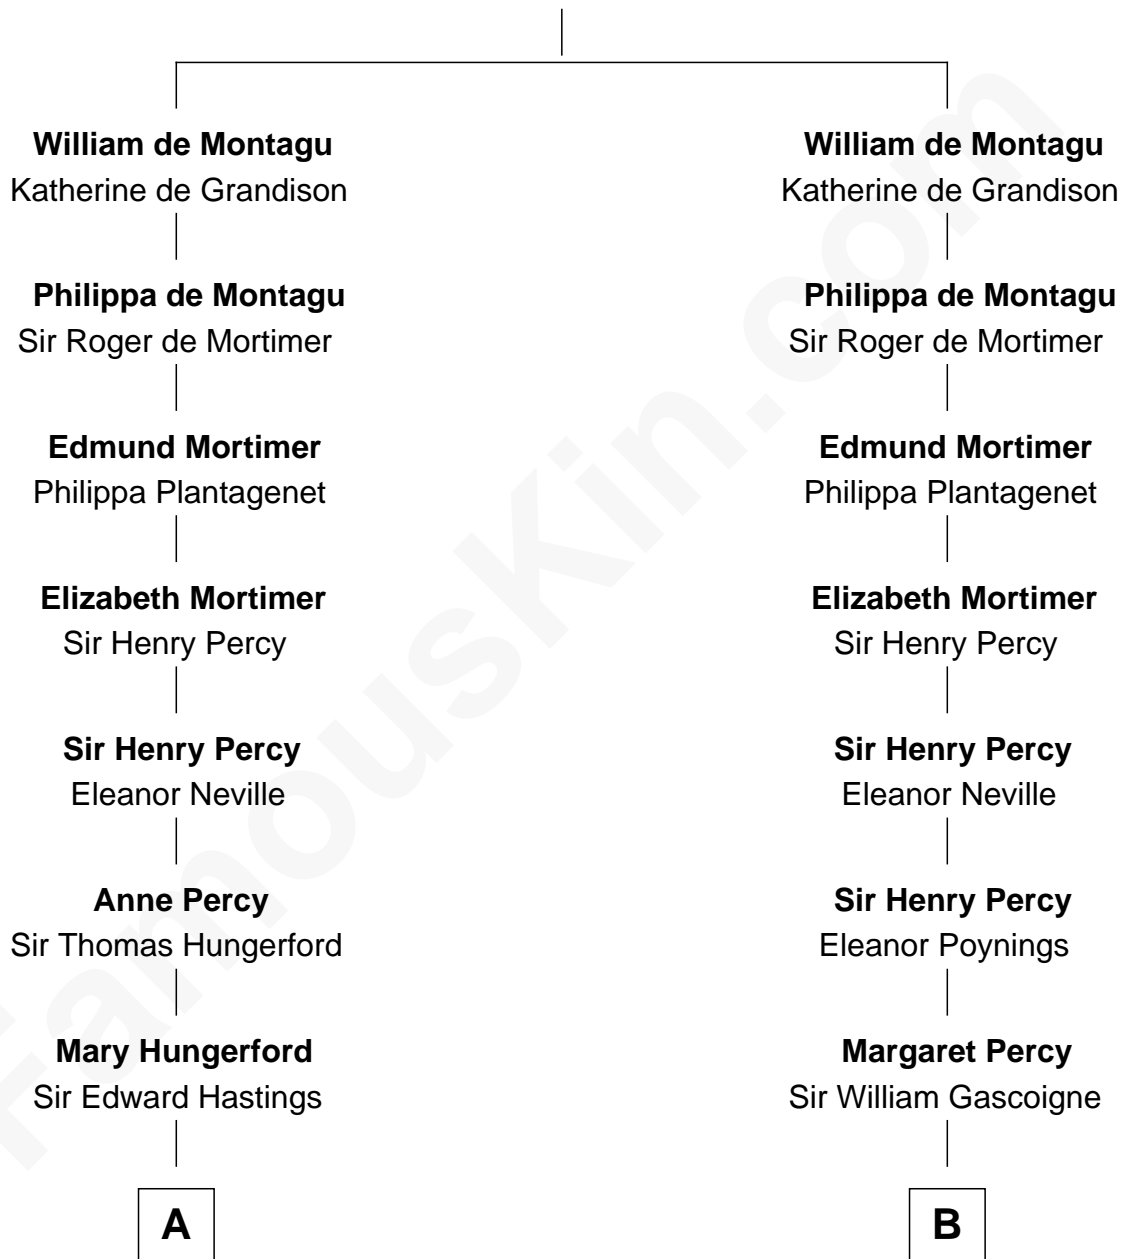 William de Montagu
Katherine de Grandison
Philippa de Montagu
Sir Roger de Mortimer
Edmund Mortimer
Philippa Plantagenet
Elizabeth Mortimer
Sir Henry Percy
Sir Henry Percy
Eleanor Neville
Anne Percy
Sir Thomas Hungerford
Mary Hungerford
Sir Edward Hastings
A
William de Montagu
Katherine de Grandison
Philippa de Montagu
Sir Roger de Mortimer
Edmund Mortimer
Philippa Plantagenet
Elizabeth Mortimer
Sir Henry Percy
Sir Henry Percy
Eleanor Neville
Sir Henry Percy
Eleanor Poynings
Margaret Percy
Sir William Gascoigne
B
FamousKin.com